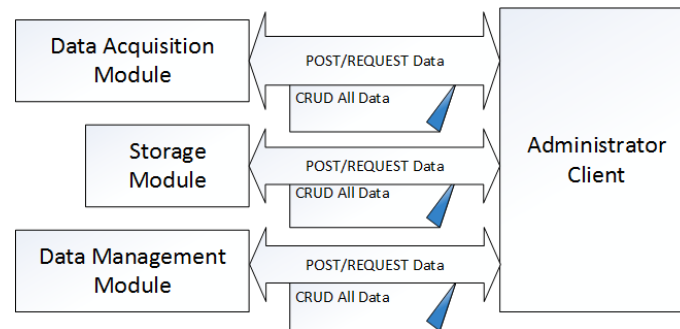 Data Acquisition
Module
POST/REQUEST Data
CRUD All Data
Storage
Module
POST/REQUEST Data
CRUD All Data
Data Management
Module
POST/REQUEST Data
CRUD All Data
Administrator
Client